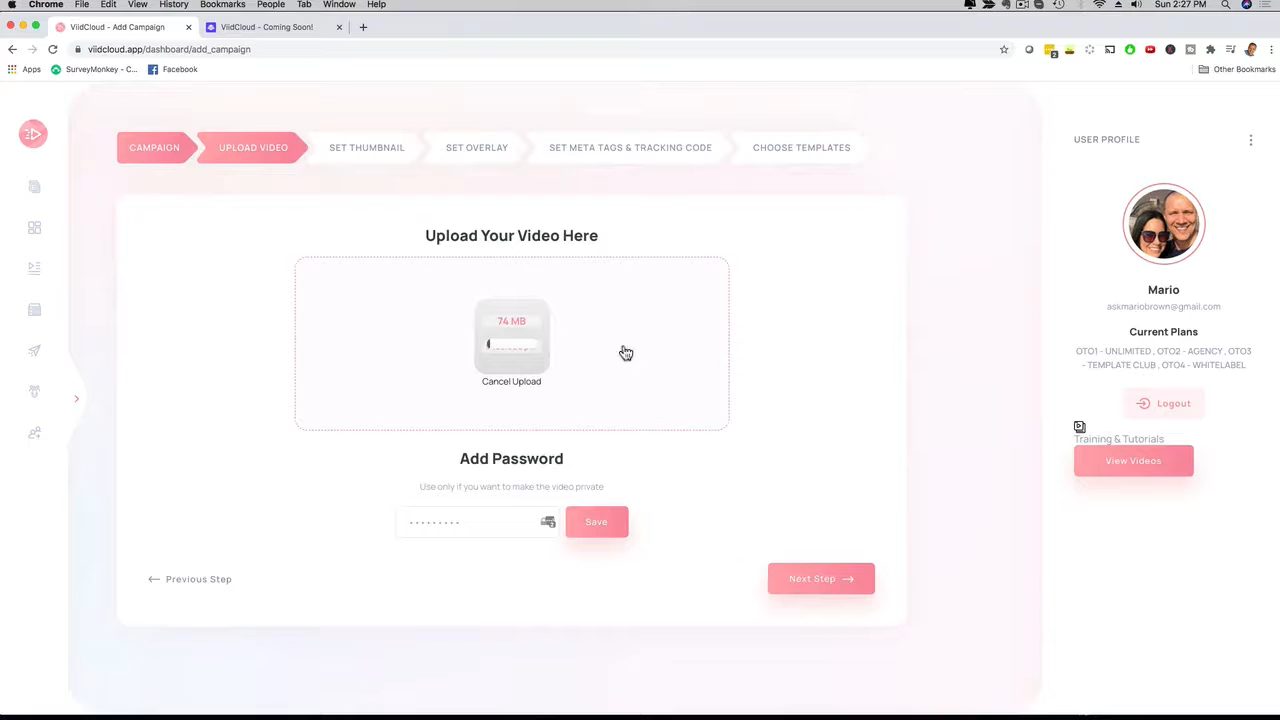 Chrome File Edit View History Bookmarks People Tab Window Help
Sun 2:27 PM
ViidCloud - Add Campaign
ViidCloud - Coming Soon!
viidcloud.app/dashboard/add_campaign
2
Apps
SurveyMonkey - C...
Facebook
Other Bookmarks
CAMPAIGN
UPLOAD VIDEO
SET THUMBNAIL
SET OVERLAY
SET META TAGS & TRACKING CODE
CHOOSE TEMPLATES
Upload Your Video Here
74 MB
Cancel Upload
Add Password
Use only if you want to make the video private
Save
Previous Step
Next Step
USER PROFILE
Mario
askmariobrown@gmail.com
Current Plans
OTO1 - UNLIMITED , OTO2 - AGENCY , OTO3
- TEMPLATE CLUB , OTO4 - WHITELABEL
Logout
Training & Tutorials
View Videos